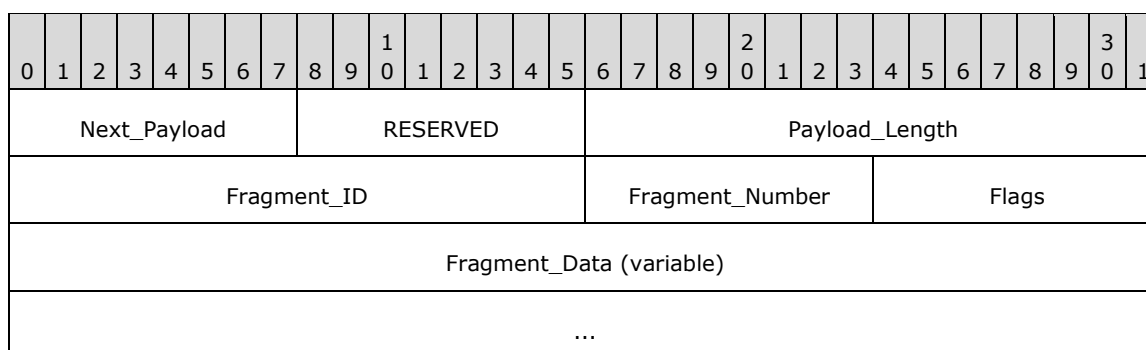 1 2 3
0 1 2 3 4 5 6 7 8 9 0 1 2 3 4 5 6 7 8 9 0 1 2 3 4 5 6 7 8 9 0 1
Next_Payload RESERVED Payload_Length
Fragment_ID Fragment_Number Flags
Fragment_Data (variable)
...